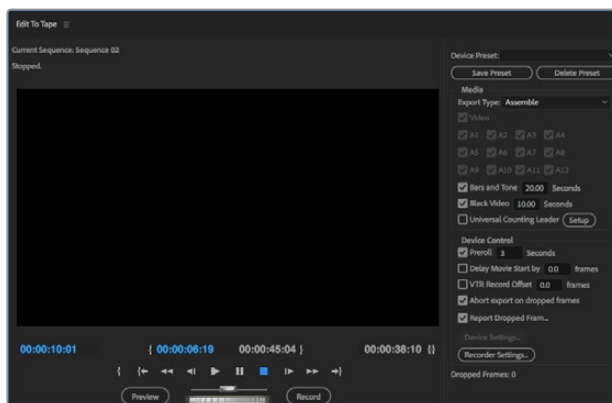 Edit To Tape
Current Sequence: Sequence 02
Stopped.
Device Preset:
Save Preset
Delete Preset
Media
Export Type: Assemble
Video
A1 A2 A3 A4
A5 A6 A7 A8
A9 A10 A11 A12
Bars and Tone 20.00 Seconds
Black Video 10.00 Seconds
Universal Counting Leader Setup
Device Control
Preroll 3 Seconds
Delay Movie Start by 0.0 frames
VTR Record Offset 0.0 frames
Abort export on dropped frames
Report Dropped Fram...
Device Settings...
Recorder Settings...
Dropped Frames: 0
00:00:10:01
{ 00:00:06:19
00:00:45:04 }
00:00:38:10 {}
Preview
Record